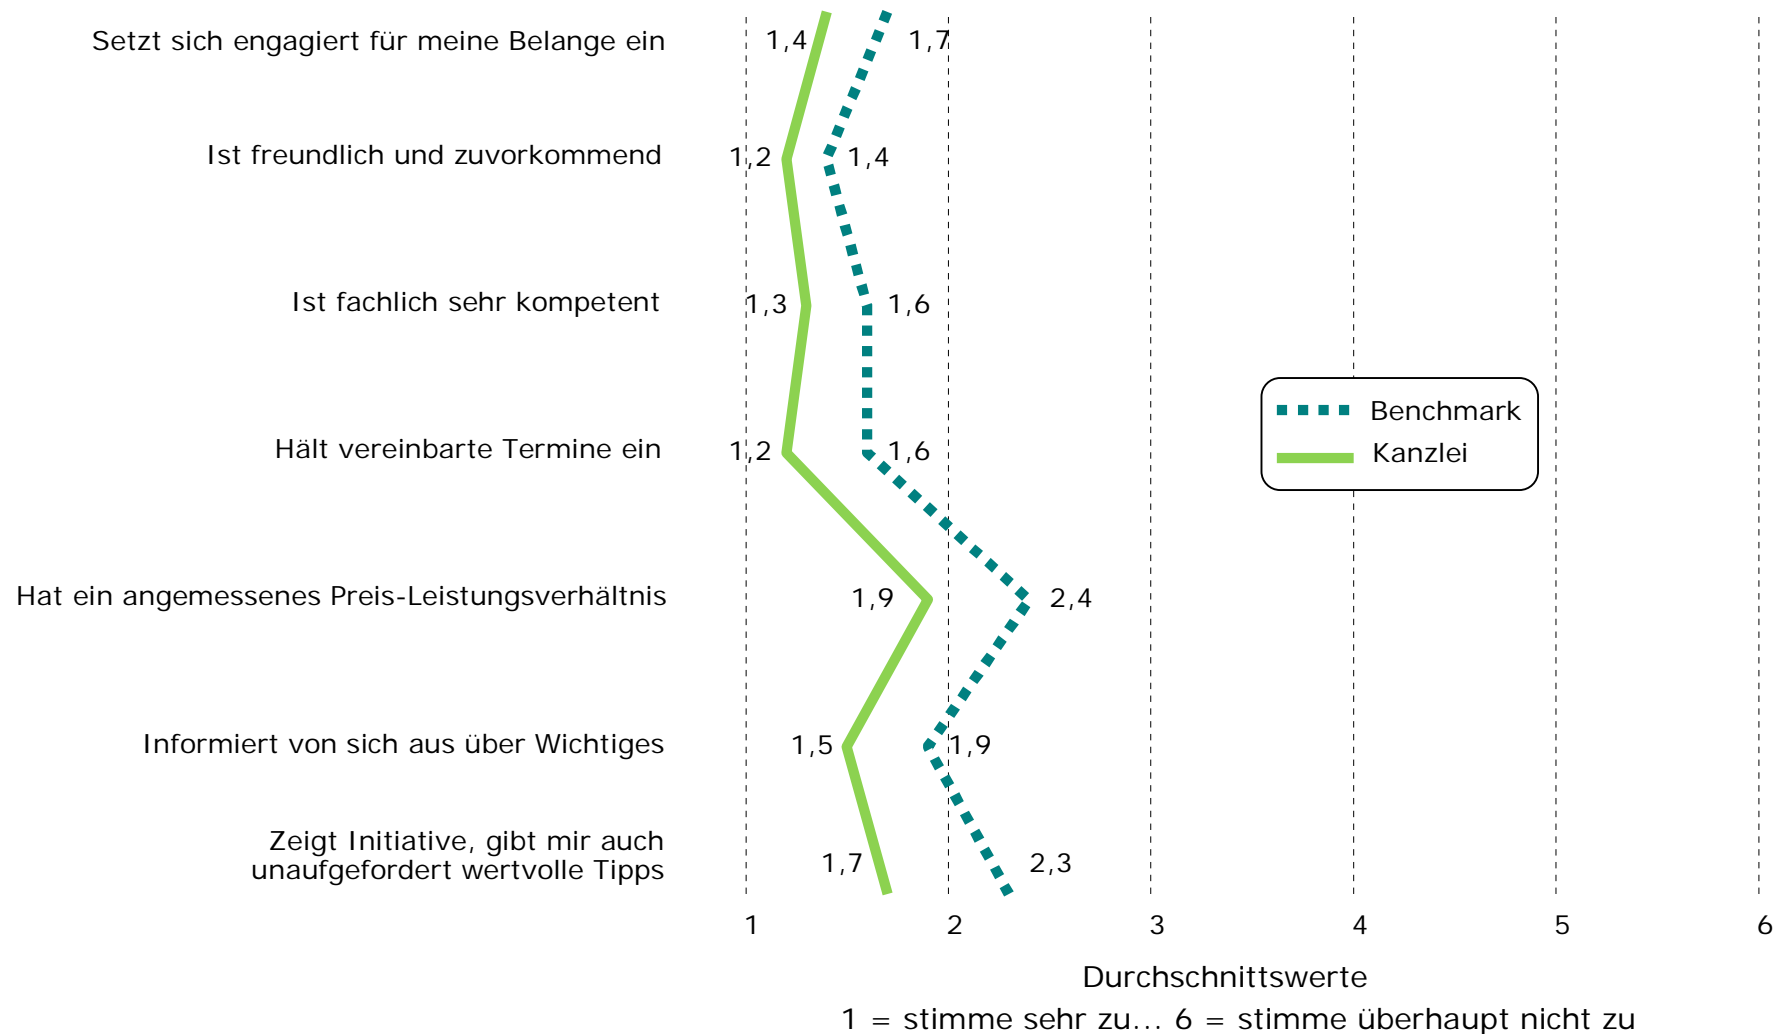 Setzt sich engagiert für meine Belange ein
1,4
1,7
Ist freundlich und zuvorkommend
1,2
1,4
Ist fachlich sehr kompetent
1,3
1,6
Hält vereinbarte Termine ein
1,2
1,6
Benchmark
Kanzlei
Hat ein angemessenes Preis-Leistungsverhältnis
1,9
2,4
Informiert von sich aus über Wichtiges
1,5
1,9
Zeigt Initiative, gibt mir auch
unaufgefordert wertvolle Tipps
1,7
2,3
1 2 3 4 5 6
Durchschnittswerte
1 = stimme sehr zu... 6 = stimme überhaupt nicht zu